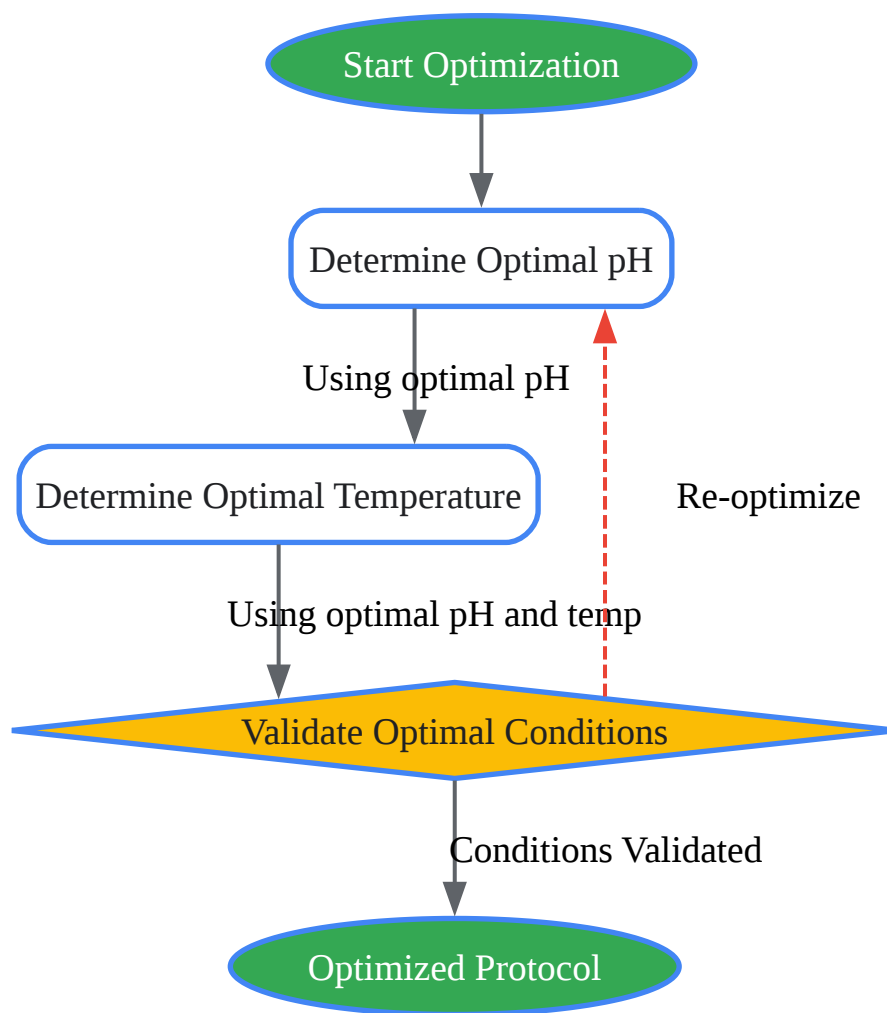 Start Optimization
Determine Optimal pH
Using optimal pH
Determine Optimal Temperature
Re-optimize
Using optimal pH and temp
Validate Optimal Conditions
Conditions Validated
Optimized Protocol